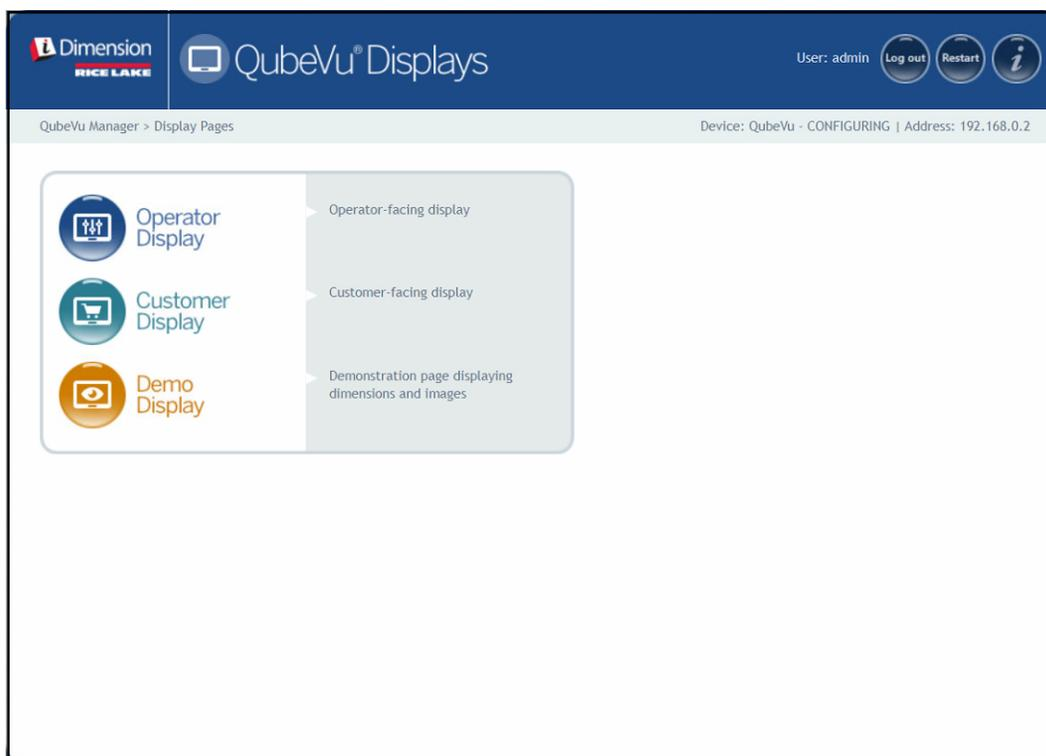 iDimension
RICE LAKE
QubeVu® Displays
User: admin
Log out
Restart
i
QubeVu Manager > Display Pages
Device: QubeVu - CONFIGURING | Address: 192.168.0.2
Operator
Display
Operator-facing display
Customer
Display
Customer-facing display
Demo
Display
Demonstration page displaying
dimensions and images